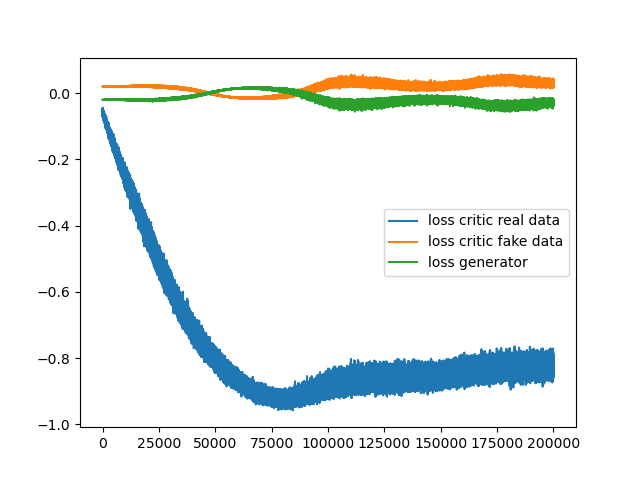 0.0
−0.2
−0.4
−0.6
−0.8
−1.0
loss critic real data
loss critic fake data
loss generator
0 25000 50000 75000 100000 125000 150000 175000 200000